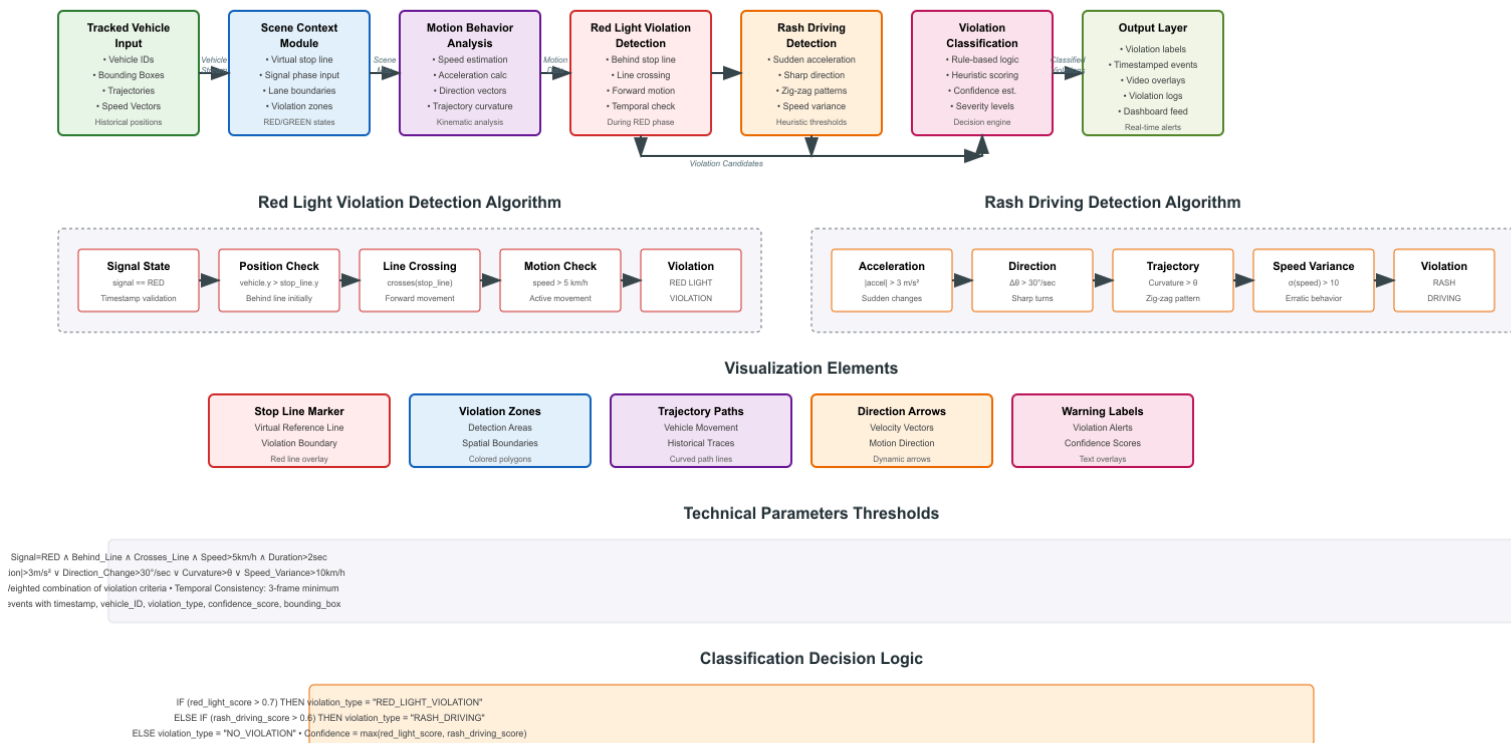 Tracked Vehicle
Input
• Vehicle IDs
• Bounding Boxes
• Trajectories
• Speed Vectors
Historical positions
Vehicle
Scene Context
Module
• Virtual stop line
• Signal phase input
• Lane boundaries
• Violation zones
RED/GREEN states
Scene
Motion Behavior
Analysis
• Speed estimation
• Acceleration calc
• Direction vectors
• Trajectory curvature
Kinematic analysis
Motion
Red Light Violation
Detection
• Behind stop line
• Line crossing
• Forward motion
• Temporal check
During RED phase
Rash Driving
Detection
• Sudden acceleration
• Sharp direction
• Zig-zag patterns
• Speed variance
Heuristic thresholds
Violation
Classification
• Rule-based logic
• Heuristic scoring
• Confidence est.
• Severity levels
Decision engine
Classified
Output Layer
• Violation labels
• Timestamped events
• Video overlays
• Violation logs
• Dashboard feed
Real-time alerts
Violation Candidates
Red Light Violation Detection Algorithm
Signal State
signal == RED
Timestamp validation
Position Check
vehicle.y > stop_line.y
Behind line initially
Line Crossing
crosses(stop_line)
Forward movement
Motion Check
speed > 5 km/h
Active movement
Violation
RED LIGHT
VIOLATION
Rash Driving Detection Algorithm
Acceleration
|accel| > 3 m/s²
Sudden changes
Direction
Δθ > 30°/sec
Sharp turns
Trajectory
Curvature > θ
Zig-zag pattern
Speed Variance
σ(speed) > 10
Erratic behavior
Violation
RASH
DRIVING
Visualization Elements
Stop Line Marker
Virtual Reference Line
Violation Boundary
Red line overlay
Violation Zones
Detection Areas
Spatial Boundaries
Colored polygons
Trajectory Paths
Vehicle Movement
Historical Traces
Curved path lines
Direction Arrows
Velocity Vectors
Motion Direction
Dynamic arrows
Warning Labels
Violation Alerts
Confidence Scores
Text overlays
Technical Parameters Thresholds
Signal=RED ∧ Behind_Line ∧ Crosses_Line ∧ Speed>5km/h ∧ Duration>2sec
ion|>3m/s² ∨ Direction_Change>30°/sec ∨ Curvature>θ ∨ Speed_Variance>10km/h
Weighted combination of violation criteria • Temporal Consistency: 3-frame minimum
events with timestamp, vehicle_ID, violation_type, confidence_score, bounding_box
Classification Decision Logic
IF (red_light_score > 0.7) THEN violation_type = "RED_LIGHT_VIOLATION"
ELSE IF (rash_driving_score > 0.6) THEN violation_type = "RASH_DRIVING"
ELSE violation_type = "NO_VIOLATION" • Confidence = max(red_light_score, rash_driving_score)